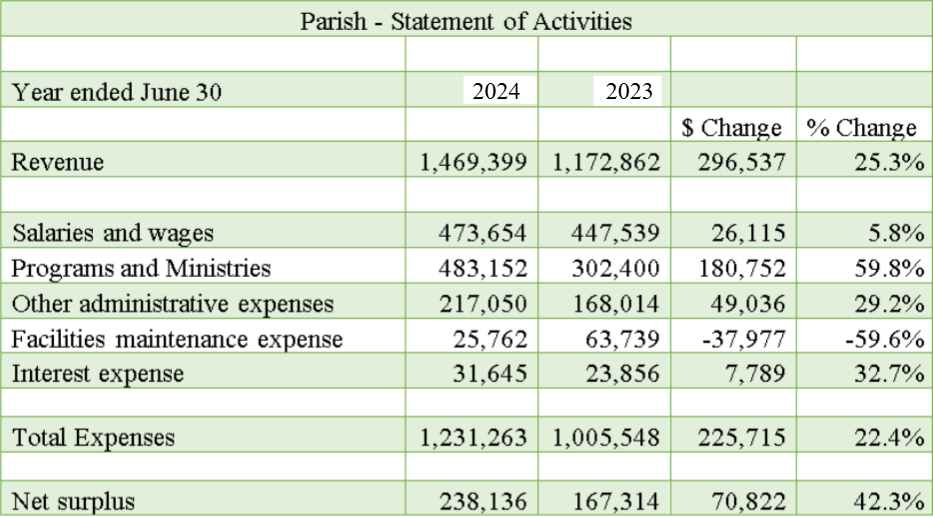 Parish - Statement of Activities
Year ended June 30 2024 2023
$ Change % Change
Revenue 1,469,399 1,172,862 296,537 25.3%
Salaries and wages 473,654 447,539 26,115 5.8%
Programs and Ministries 483,152 302,400 180,752 59.8%
Other administrative expenses 217,050 168,014 49,036 29.2%
Facilities maintenance expense 25,762 63,739 -37,977 -59.6%
Interest expense 31,645 23,856 7,789 32.7%
Total Expenses 1,231,263 1,005,548 225,715 22.4%
Net surplus 238,136 167,314 70,822 42.3%